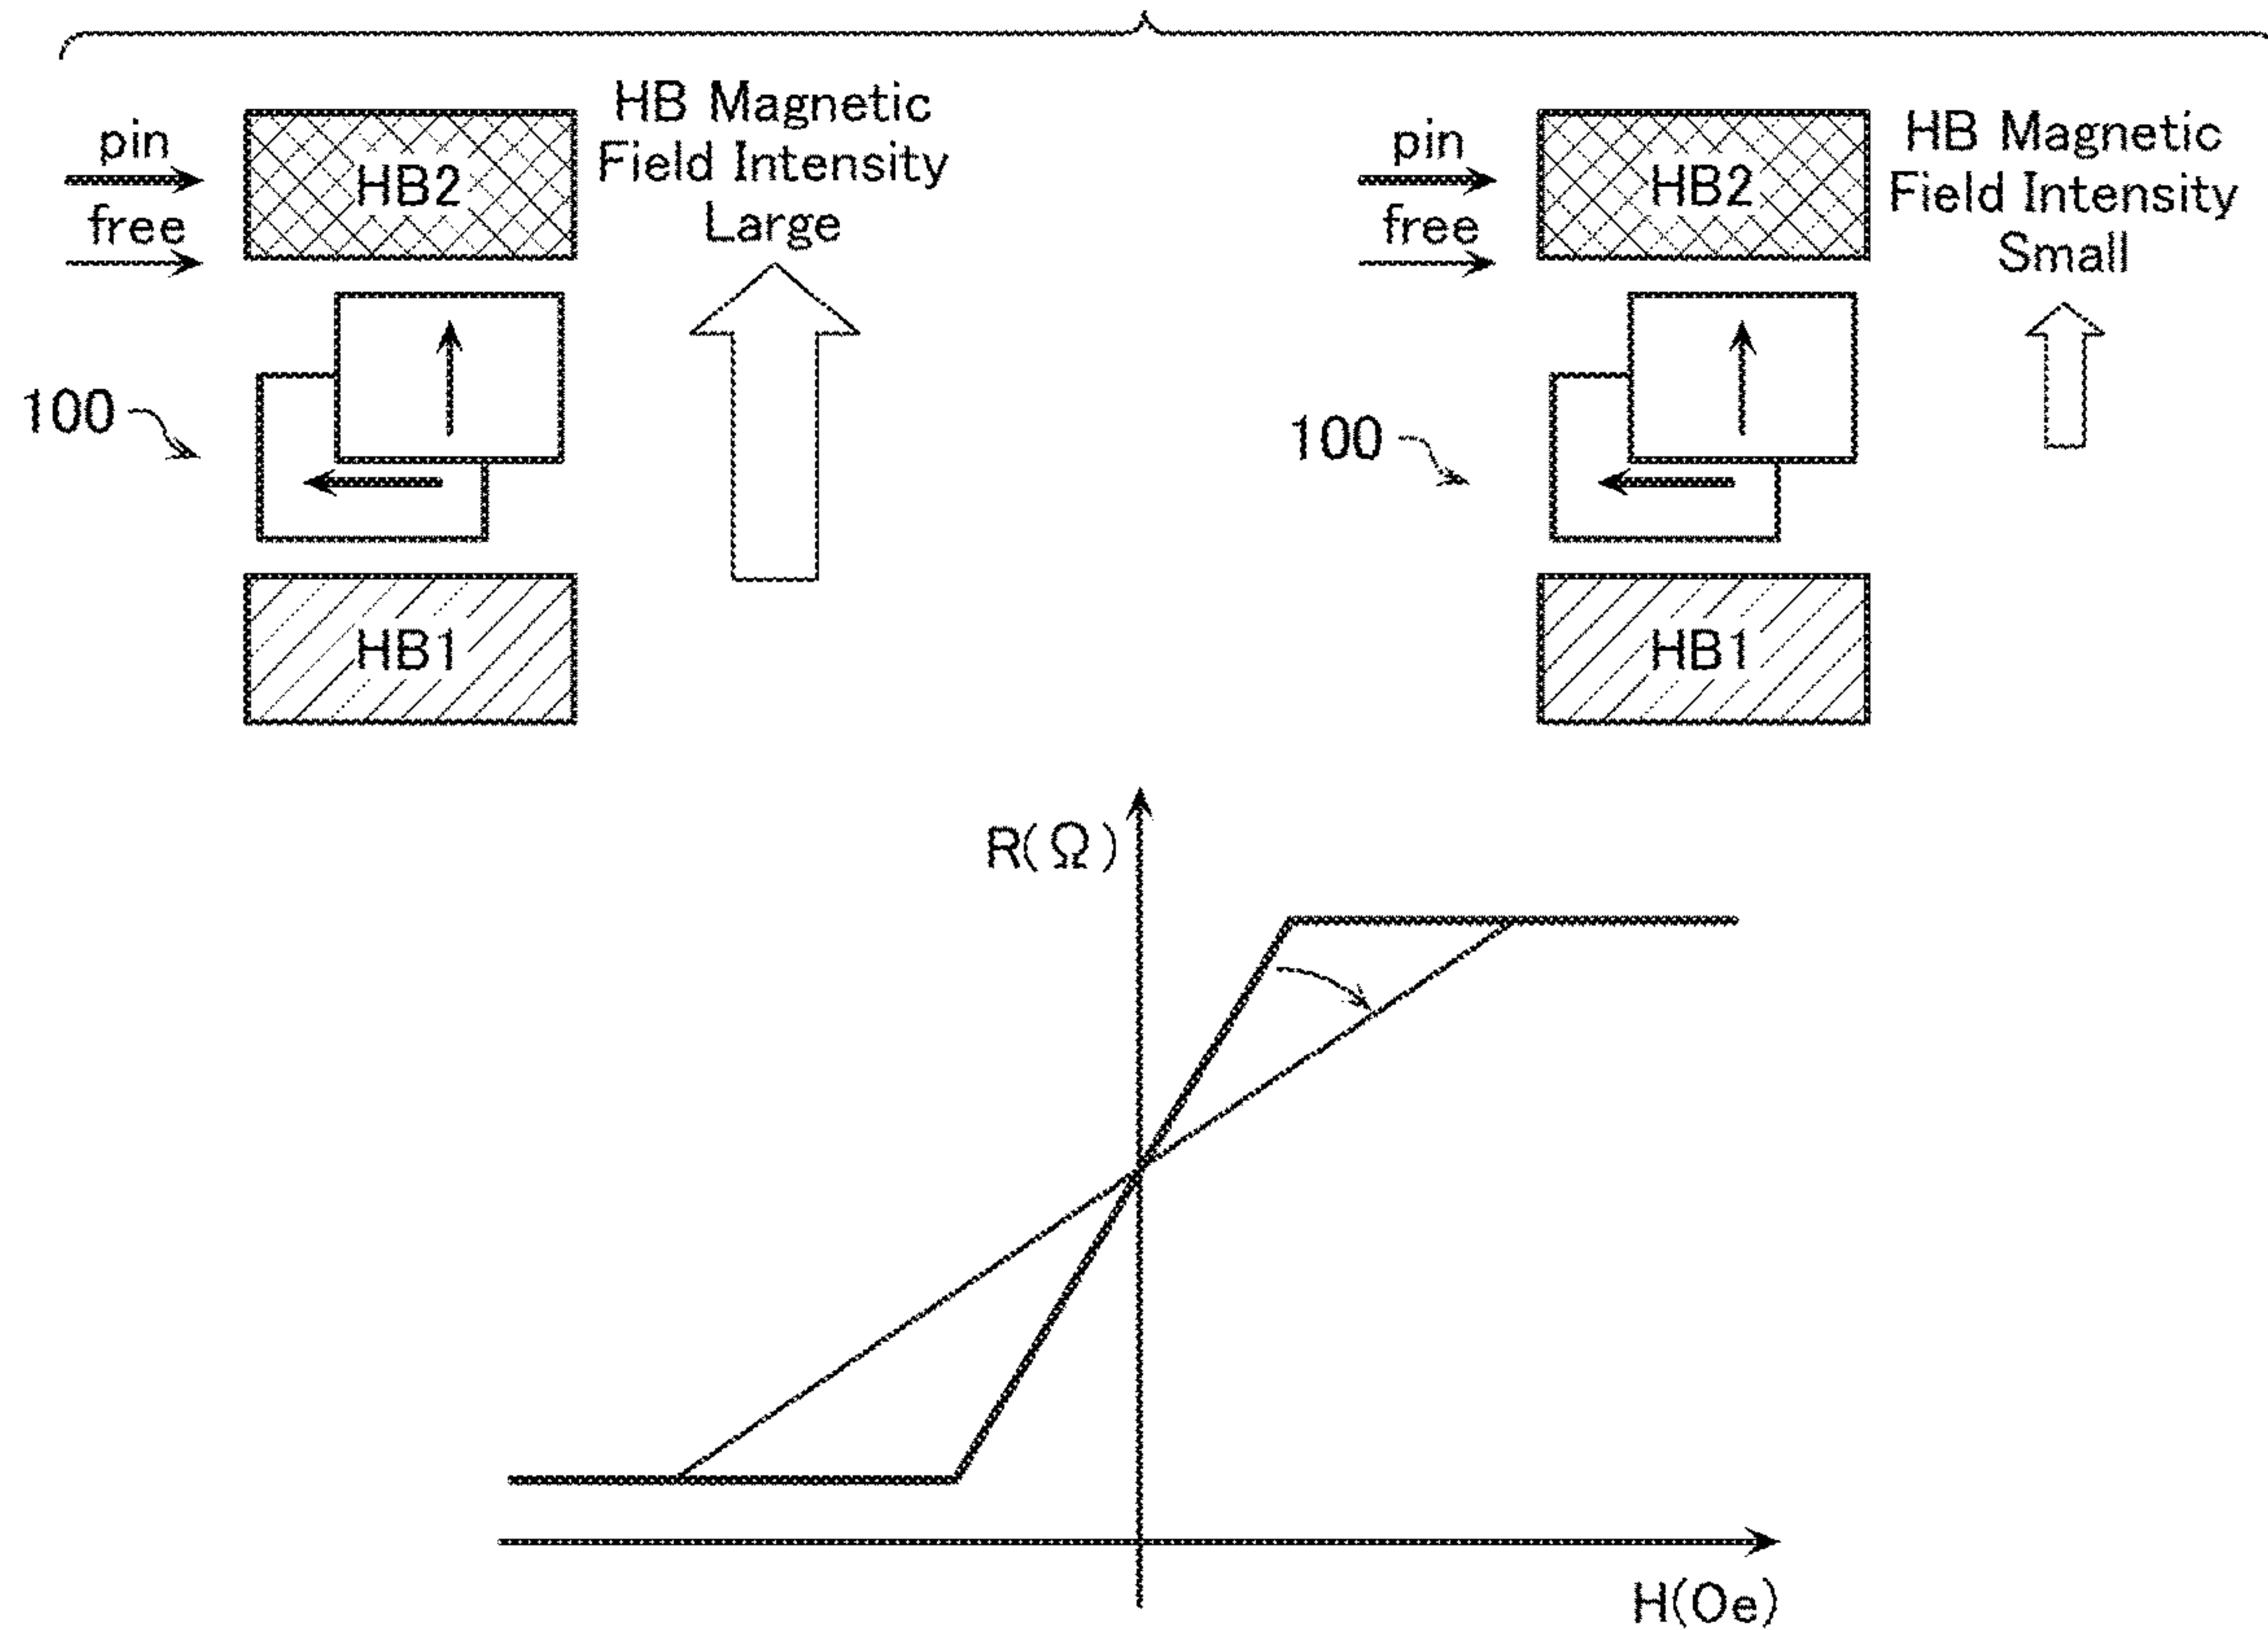 pin
free
HB2
HB Magnetic
Field Intensity
Large
100
HB1
pin
free
HB2
HB Magnetic
Field Intensity
Small
100
HB1
R(Ω)
H(Oe)